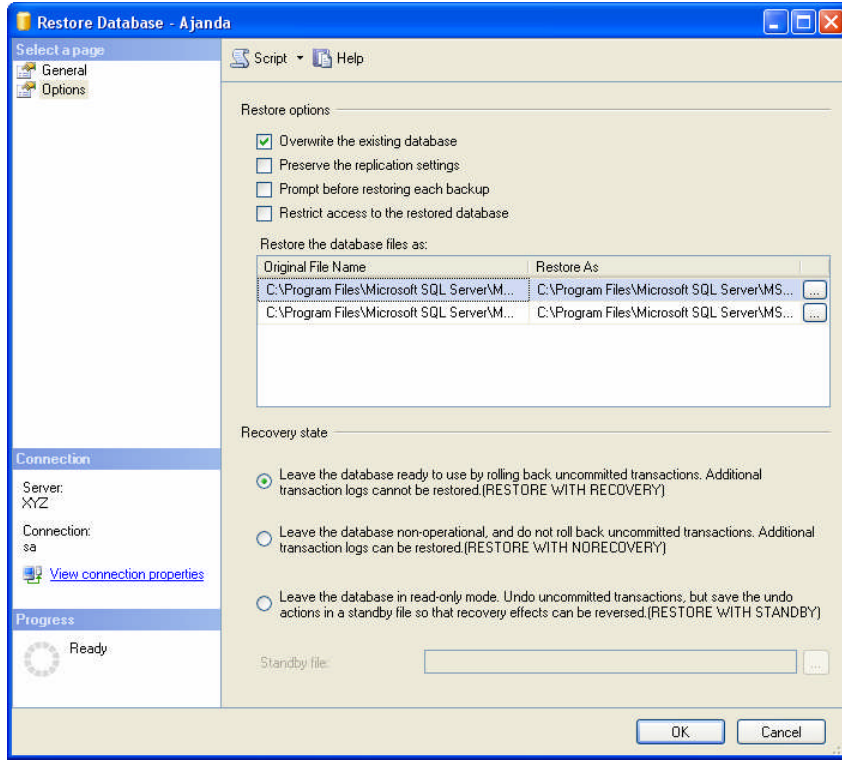 Restore Database - Ajanda
Select a page
General
Options
Script
Help
Restore options
Overwrite the existing database
Preserve the replication settings
Prompt before restoring each backup
Restrict access to the restored database
Restore the database files as:
Original File Name
Restore As
C:\Program Files\Microsoft SQL Server\M...
C:\Program Files\Microsoft SQL Server\MS...
...
C:\Program Files\Microsoft SQL Server\M...
C:\Program Files\Microsoft SQL Server\MS...
...
Recovery state
Leave the database ready to use by rolling back uncommitted transactions. Additional
transaction logs cannot be restored.(RESTORE WITH RECOVERY)
Leave the database non-operational, and do not roll back uncommitted transactions. Additional
transaction logs can be restored.(RESTORE WITH NORECOVERY)
Leave the database in read-only mode. Undo uncommitted transactions, but save the undo
actions in a standby file so that recovery effects can be reversed.(RESTORE WITH STANDBY)
Standby file:
...
Connection
Server:
XYZ
Connection:
sa
View connection properties
Progress
Ready
OK
Cancel